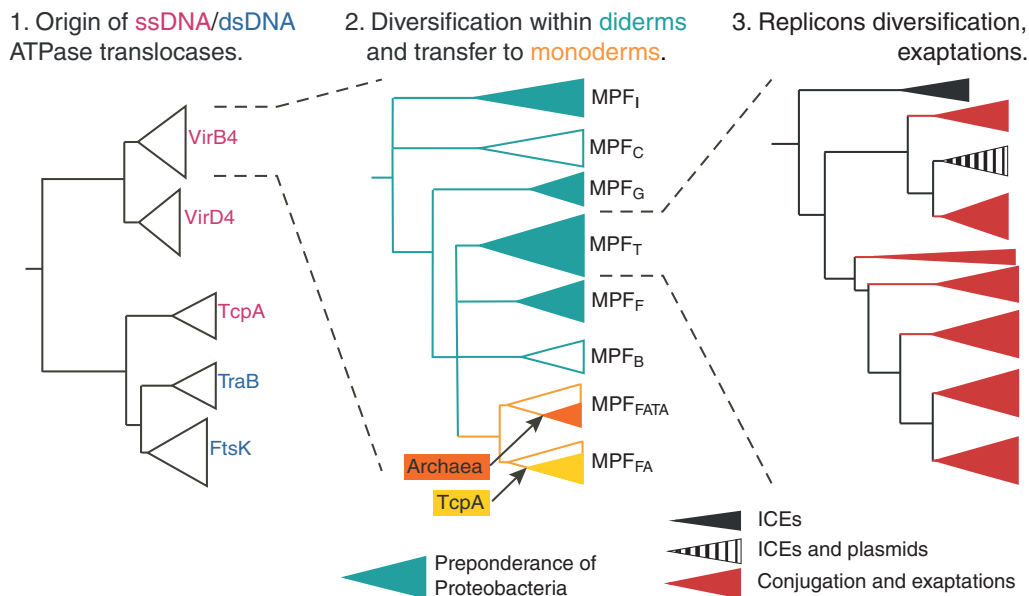 1. Origin of ssDNA/dsDNA
ATPase translocases.
VirB4
VirD4
TcpA
TraB
FtsK
2. Diversification within diderms
and transfer to monoderms.
MPFI
MPFC
MPFG
MPFT
MPFF
MPFB
MPFFATA
MPFFA
Archaea
TcpA
Preponderance of
Proteobacteria
3. Replicons diversification,
exaptations.
ICEs
ICEs and plasmids
Conjugation and exaptations